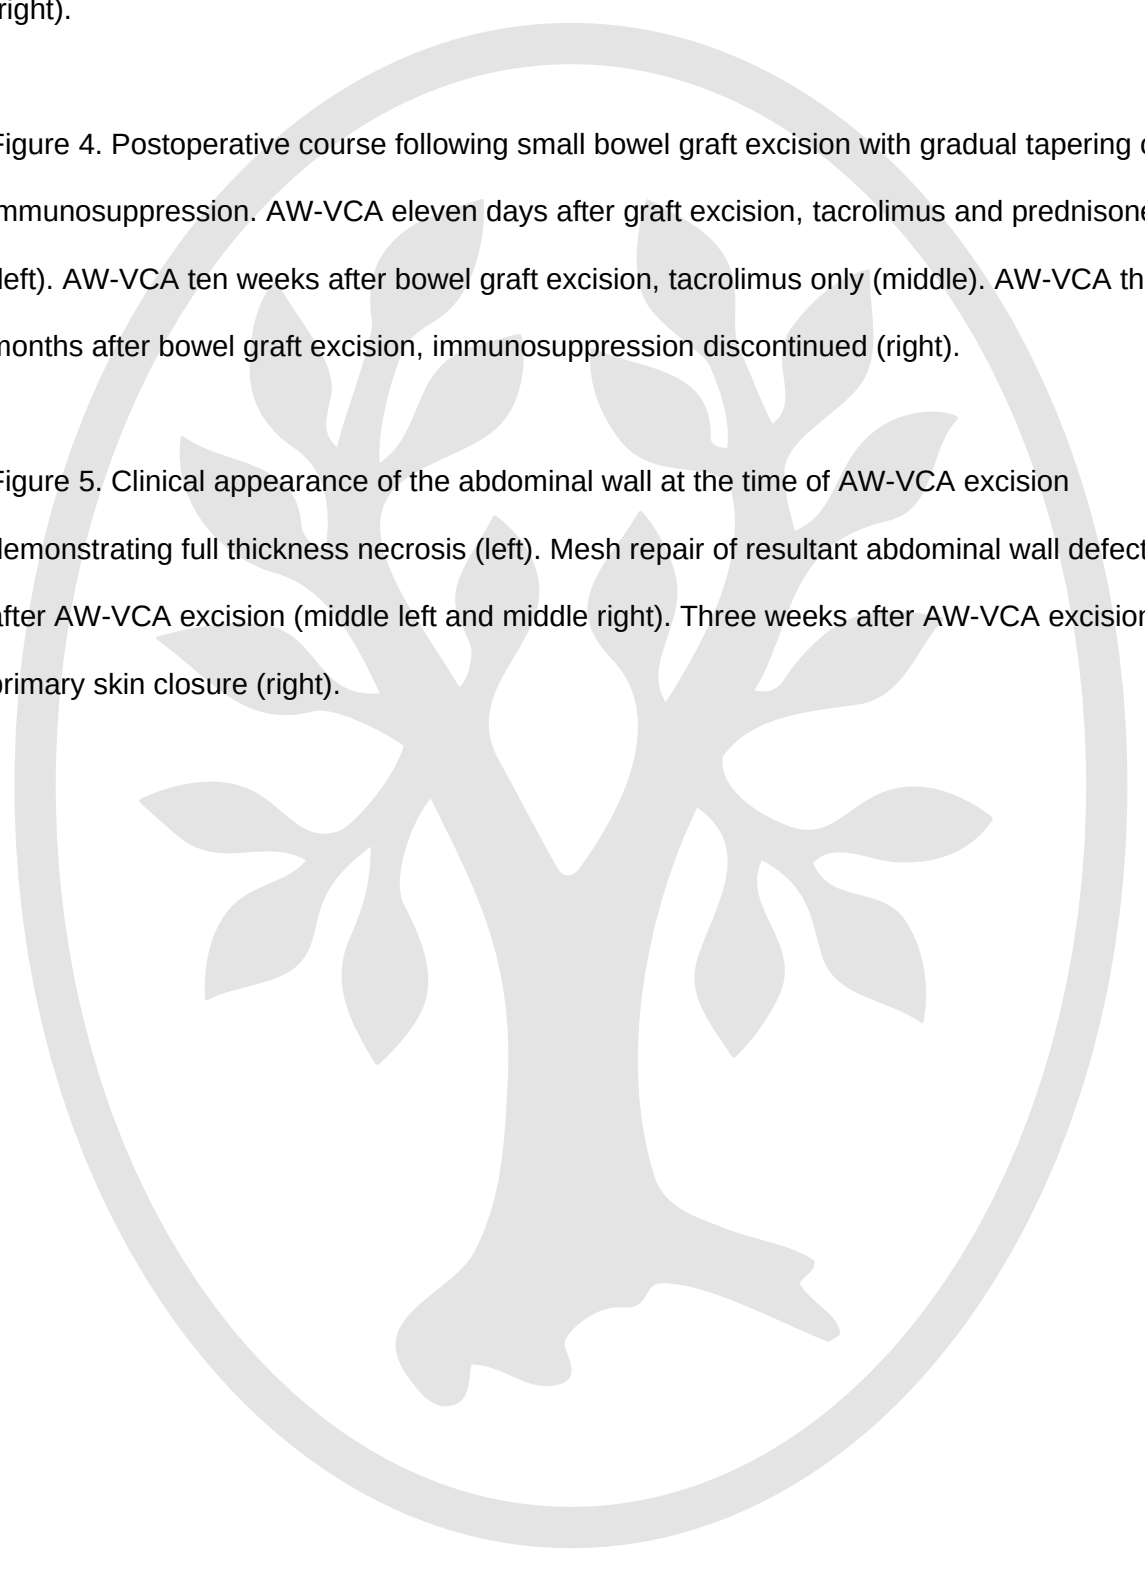 right).
Figure 4. Postoperative course following small bowel graft excision with gradual tapering
immunosuppression. AW-VCA eleven days after graft excision, tacrolimus and prednisone
left). AW-VCA ten weeks after bowel graft excision, tacrolimus only (middle). AW-VCA
months after bowel graft excision, immunosuppression discontinued (right).
Figure 5. Clinical appearance of the abdominal wall at the time of AW-VCA excision
demonstrating full thickness necrosis (left). Mesh repair of resultant abdominal wall defect
after AW-VCA excision (middle left and middle right). Three weeks after AW-VCA excision
primary skin closure (right).